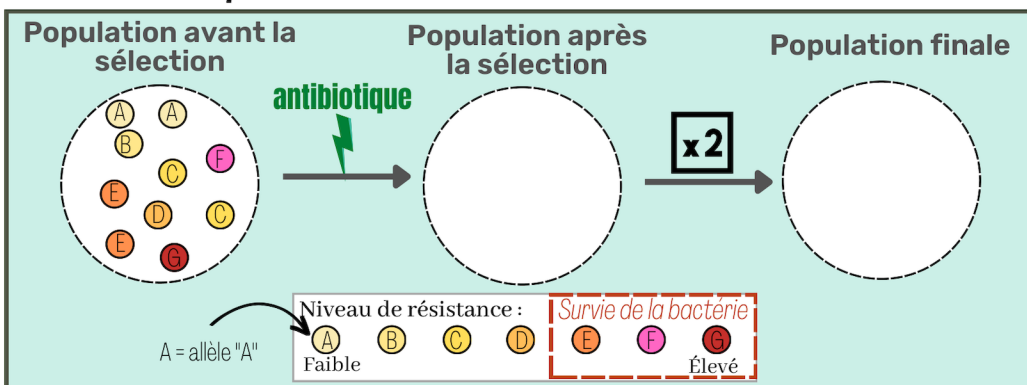 Population avant la
sélection
Population après
la sélection
Population finale
antibiotique
x2
A A
B
F
C
E
D C
E
G
Niveau de résistance :
Survie de la bactérie
A B C D E F G
Faible
Élevé
A = allèle "A"